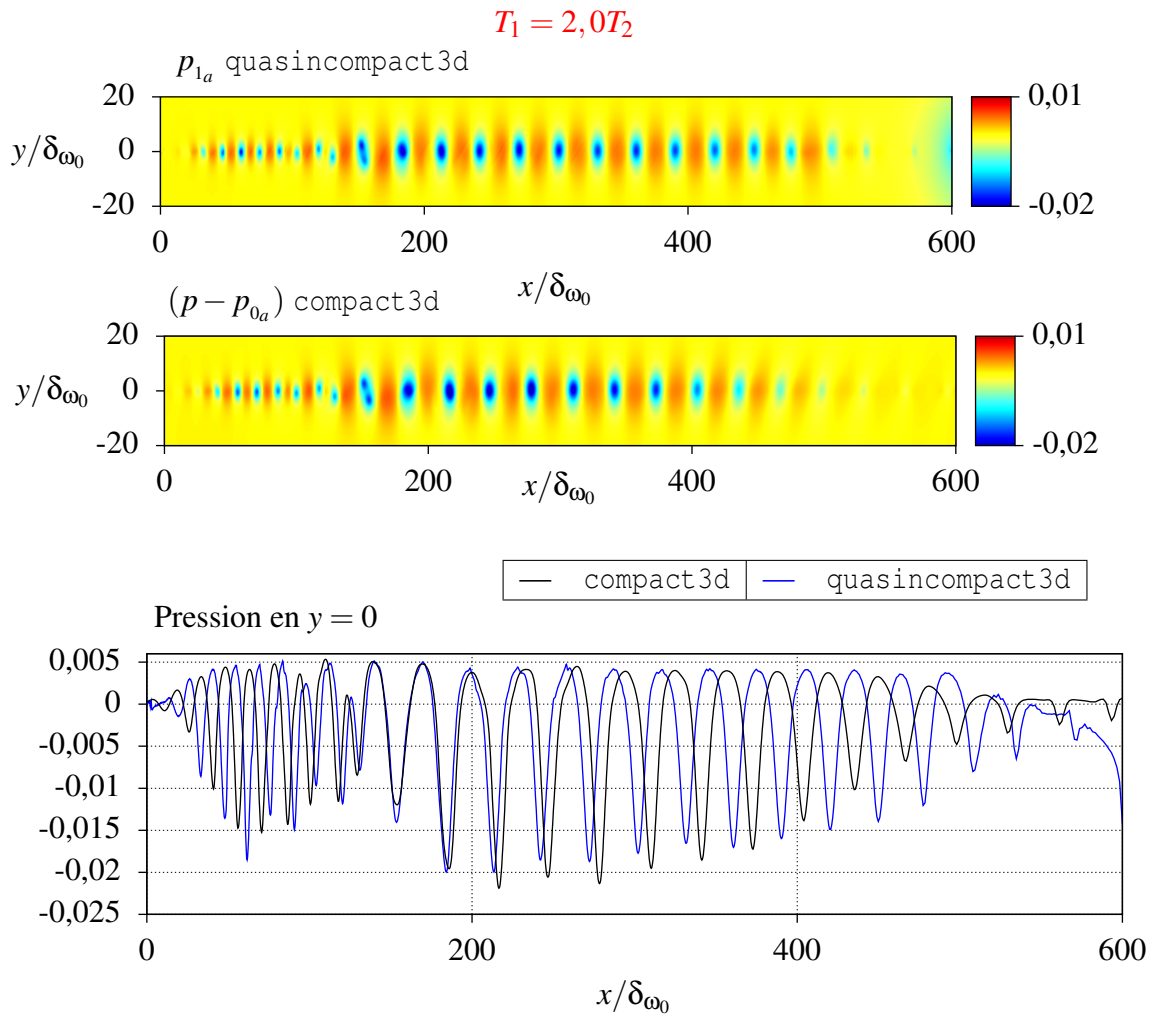 T₁ = 2,0T₂
p₁ₐ quasincompact3d
20
y/δω₀ 0
-20
0,01
-0,02
0 200 400 600
x/δω₀
(p − p₀ₐ) compact3d
20
y/δω₀ 0
-20
0,01
-0,02
0 200 400 600
x/δω₀
compact3d quasincompact3d
Pression en y = 0
0,005
0
-0,005
-0,01
-0,015
-0,02
-0,025
0 200 400 600
x/δω₀